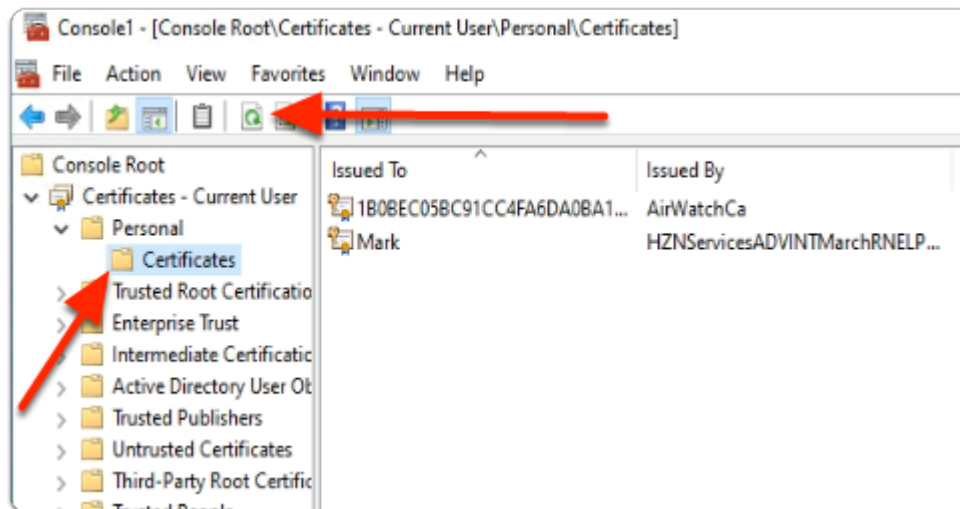 Console1 - [Console Root\Certificates - Current User\Personal\Certificates]
File Action View Favorites Window Help
Console Root
Certificates - Current User
Personal
Certificates
Trusted Root Certificatio
Enterprise Trust
Intermediate Certificatic
Active Directory User Ob
Trusted Publishers
Untrusted Certificates
Third-Party Root Certific
Trusted People
Issued To Issued By
1B0BEC05BC91CC4FA6DA0BA1... AirWatchCa
Mark HZNServicesADVINTMarchRNELP...